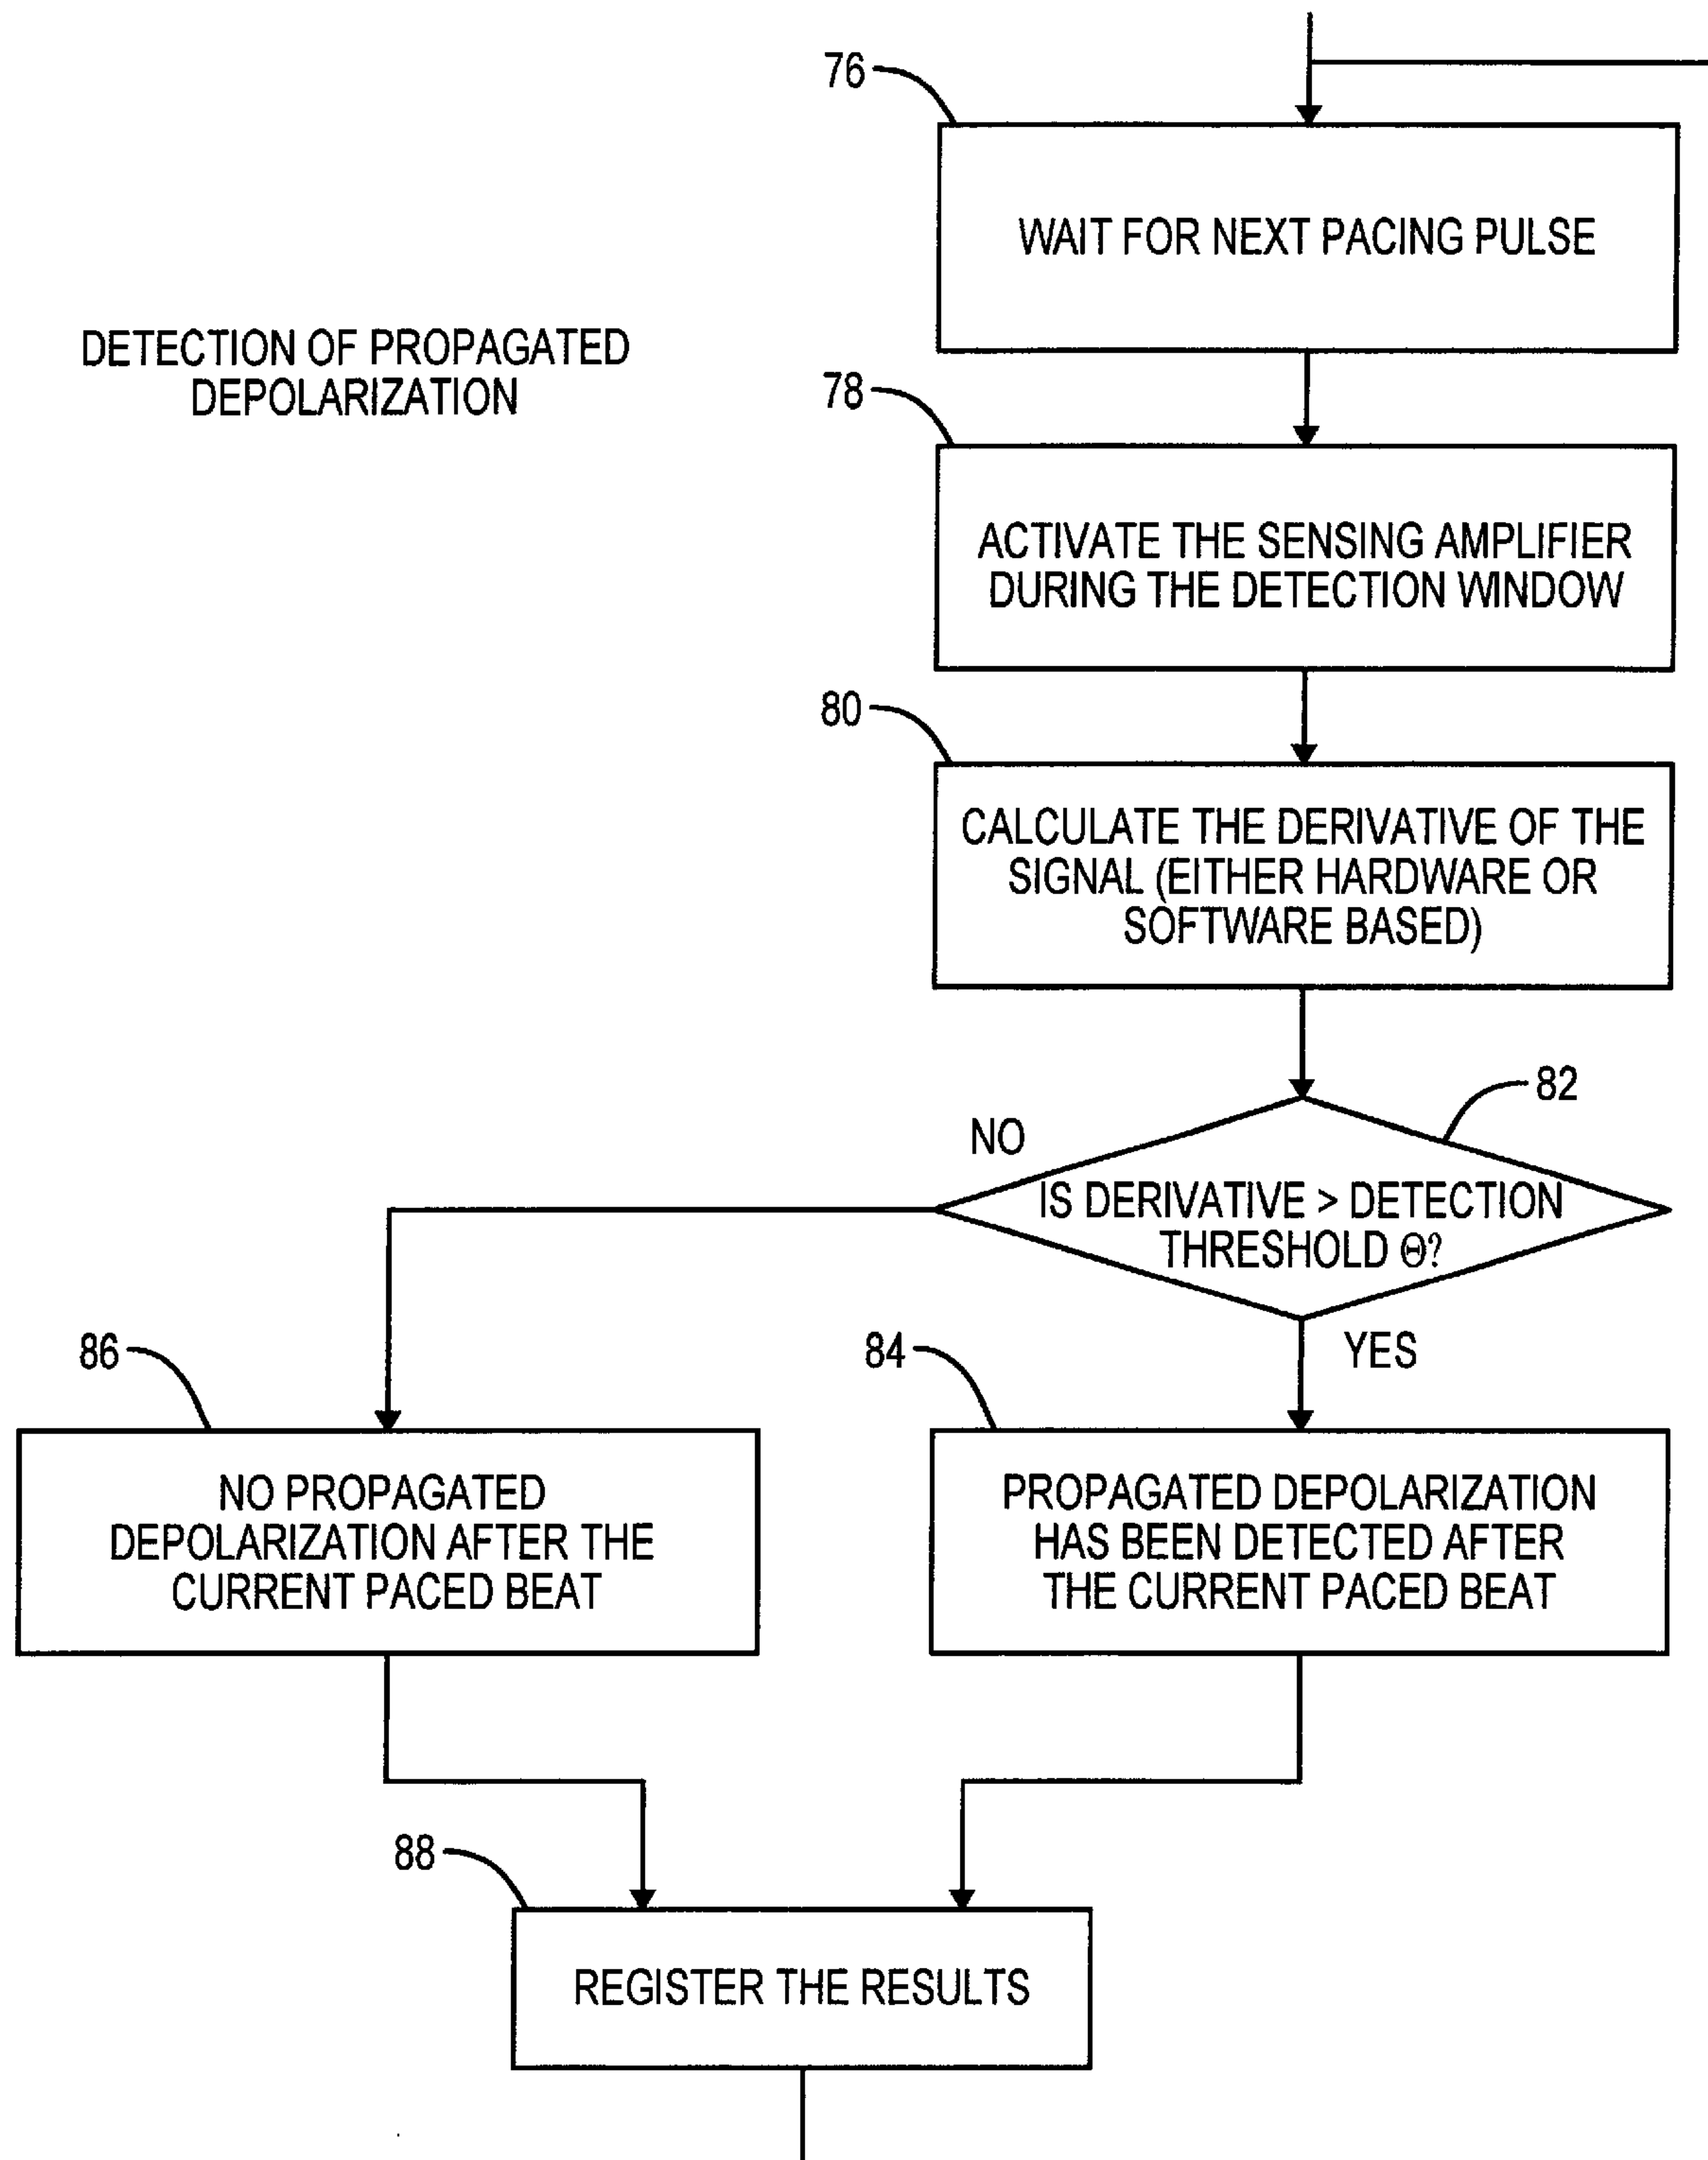 76
WAIT FOR NEXT PACING PULSE
DETECTION OF PROPAGATED
DEPOLARIZATION
78
ACTIVATE THE SENSING AMPLIFIER
DURING THE DETECTION WINDOW
80
CALCULATE THE DERIVATIVE OF THE
SIGNAL (EITHER HARDWARE OR
SOFTWARE BASED)
82
NO
IS DERIVATIVE > DETECTION
THRESHOLD Θ?
YES
86
84
NO PROPAGATED
DEPOLARIZATION AFTER THE
CURRENT PACED BEAT
PROPAGATED DEPOLARIZATION
HAS BEEN DETECTED AFTER
THE CURRENT PACED BEAT
88
REGISTER THE RESULTS